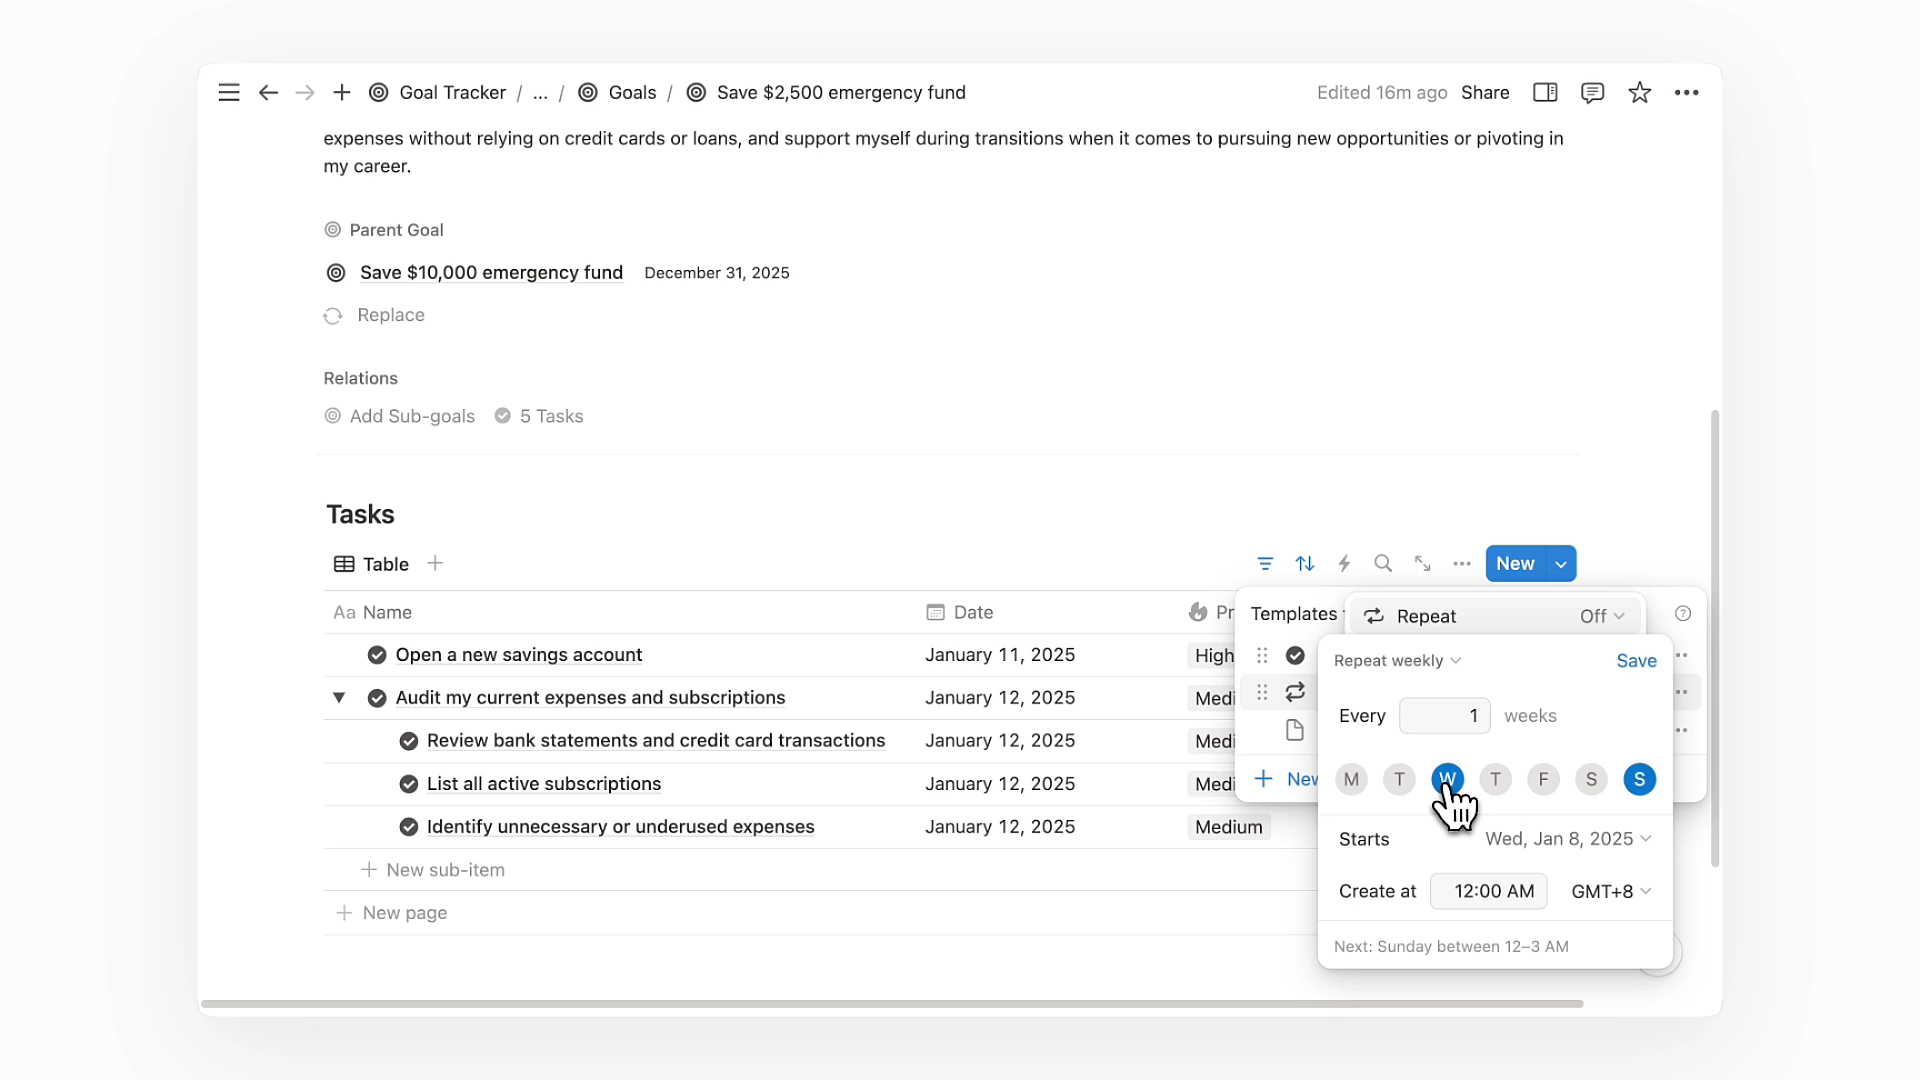 Goal Tracker / ... / Goals / Save $2,500 emergency fund
Edited 16m ago Share
expenses without relying on credit cards or loans, and support myself during transitions when it comes to pursuing new opportunities or pivoting in
my career.
Parent Goal
Save $10,000 emergency fund December 31, 2025
Replace
Relations
Add Sub-goals 5 Tasks
Tasks
Table
New
Aa Name Date Pr
Open a new savings account January 11, 2025 High
Audit my current expenses and subscriptions January 12, 2025 Medi
Review bank statements and credit card transactions January 12, 2025 Medi
List all active subscriptions January 12, 2025 Medi
Identify unnecessary or underused expenses January 12, 2025 Medium
New sub-item
New page
Templates
New
Repeat Off
Repeat weekly Save
Every 1 weeks
M T W T F S S
Starts Wed, Jan 8, 2025
Create at 12:00 AM GMT+8
Next: Sunday between 12–3 AM